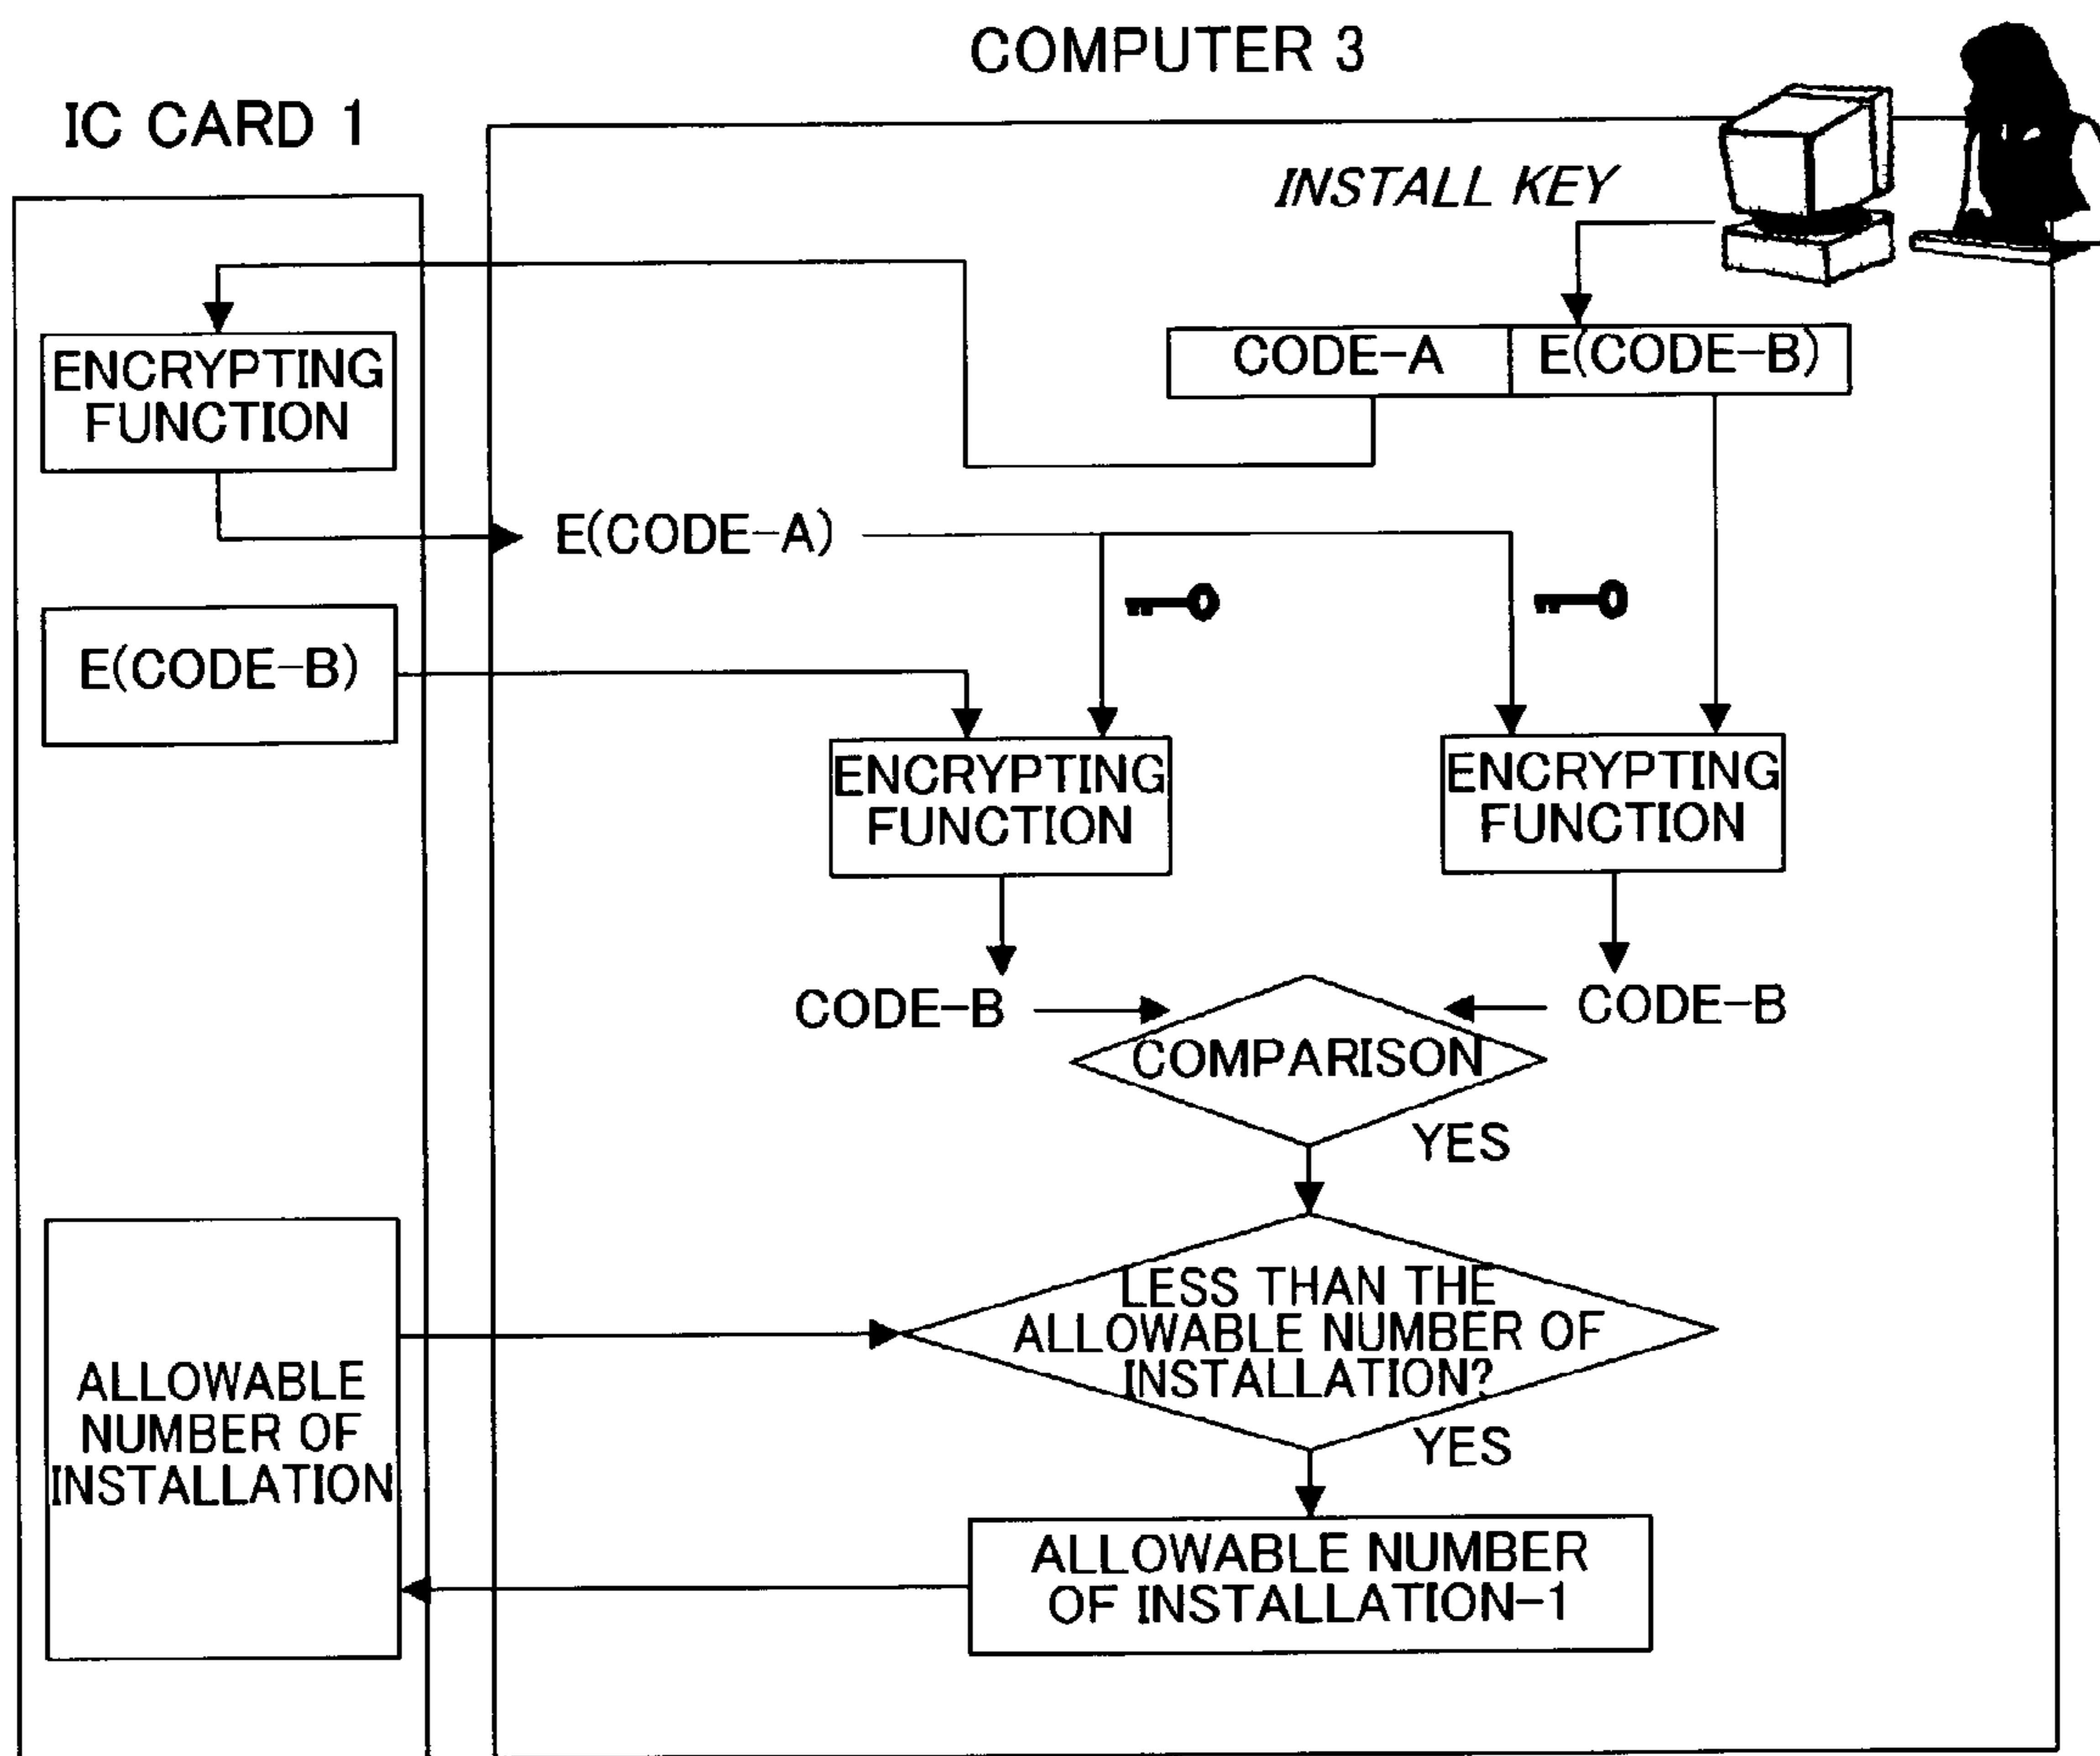 COMPUTER 3
IC CARD 1
INSTALL KEY
CODE-A
E(CODE-B)
ENCRYPTING
FUNCTION
E(CODE-A)
E(CODE-B)
ENCRYPTING
FUNCTION
ENCRYPTING
FUNCTION
CODE-B
CODE-B
COMPARISON
YES
LESS THAN THE
ALLOWABLE NUMBER OF
INSTALLATION?
ALLOWABLE
NUMBER OF
INSTALLATION
YES
ALLOWABLE NUMBER
OF INSTALLATION-1